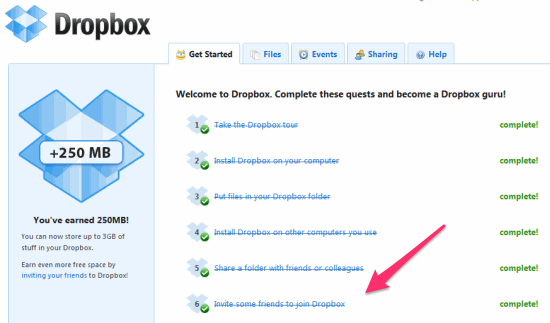 Dropbox
Get Started Files Events Sharing Help
Welcome to Dropbox. Complete these quests and become a Dropbox guru!
1 Take the Dropbox tour complete!
2 Install Dropbox on your computer complete!
3 Put files in your Dropbox folder complete!
4 Install Dropbox on other computers you use complete!
5 Share a folder with friends or colleagues complete!
6 Invite some friends to join Dropbox complete!
+250 MB
You've earned 250MB!
You can now store up to 3GB of
stuff in your Dropbox.
Earn even more free space by
inviting your friends to Dropbox!